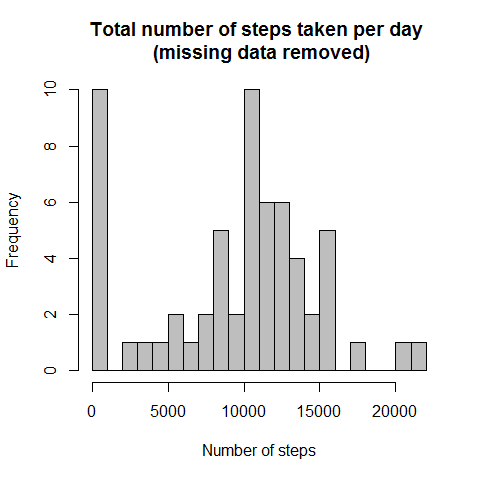 Total number of steps taken per day
(missing data removed)
10
8
6
4
2
0
Frequency
0 5000 10000 15000 20000
Number of steps